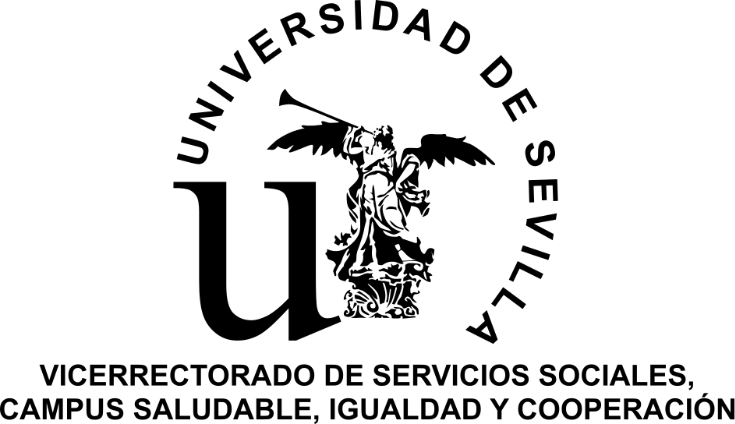 UNIVERSIDAD DE SEVILLA
u
VICERRECTORADO DE SERVICIOS SOCIALES,
CAMPUS SALUDABLE, IGUALDAD Y COOPERACIÓN